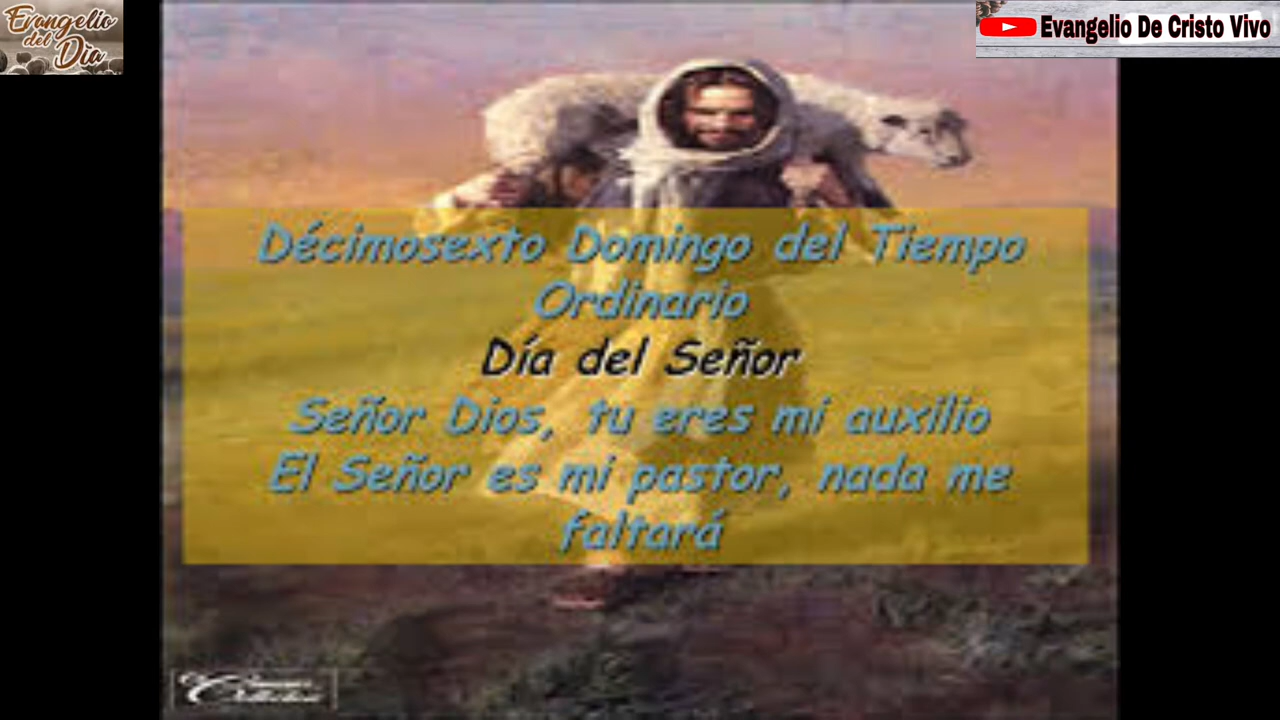 Evangelio
del
Día
Evangelio De Cristo Vivo
Décimosexto Domingo del Tiempo
Ordinario
Día del Señor
Señor Dios, tu eres mi auxilio
El Señor es mi pastor, nada me
faltará